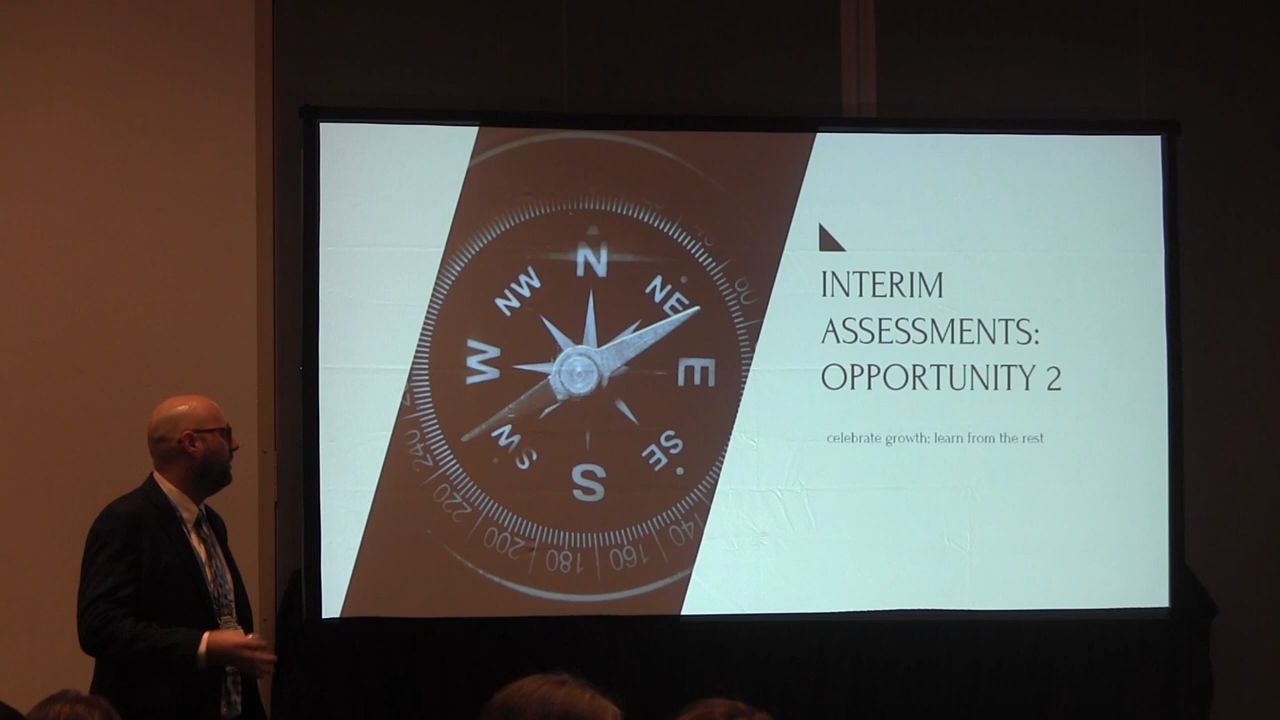 N
NW
NE
W
E
SW
SE
S
240
220
200
180
160
140
INTERIM
ASSESSMENTS:
OPPORTUNITY 2
celebrate growth; learn from the rest